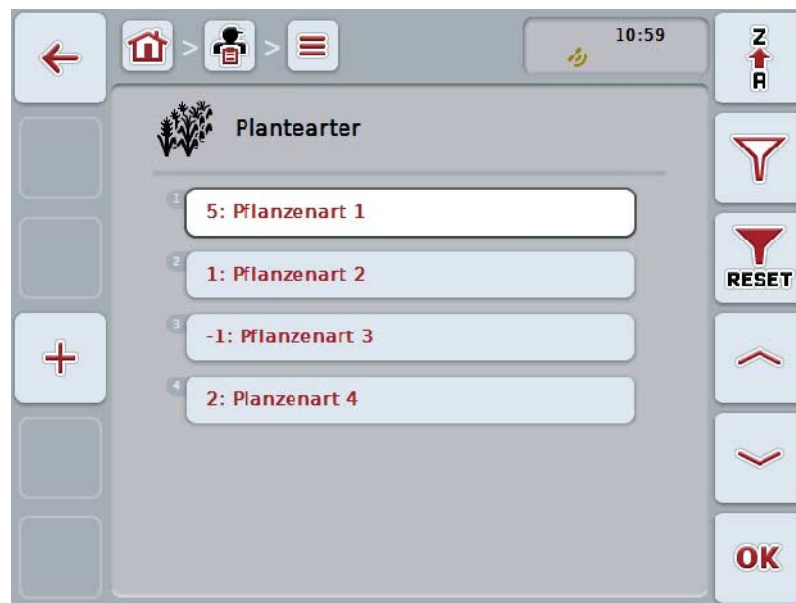 10:59
Z
A
Plantearter
1
5: Pflanzenart 1
2
1: Pflanzenart 2
RESET
3
-1: Pflanzenart 3
4
2: Planzenart 4
OK